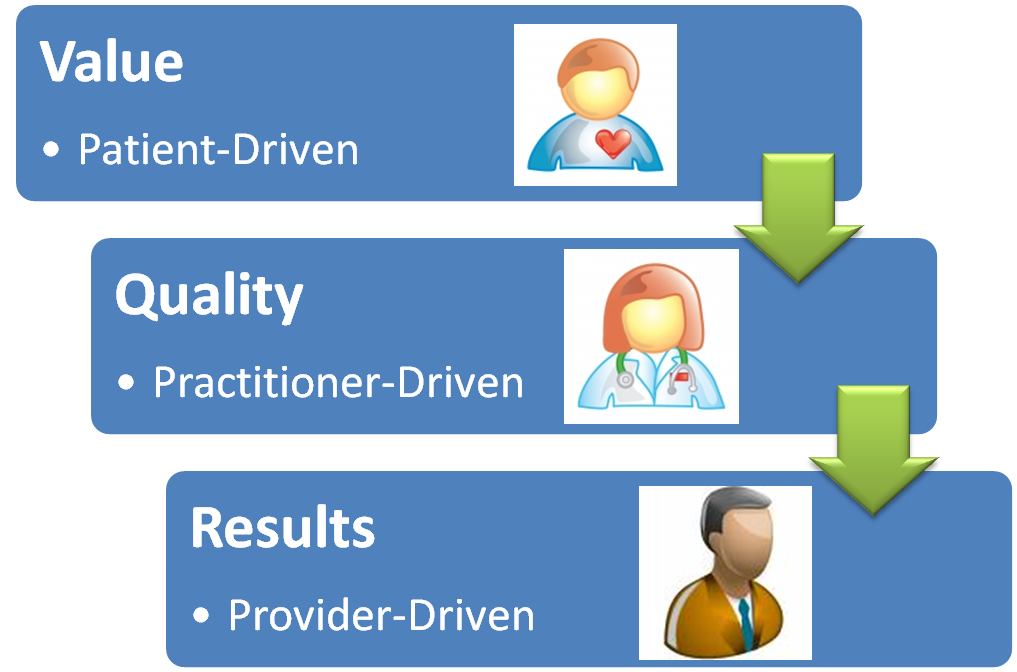 Value
• Patient-Driven
Quality
• Practitioner-Driven
Results
• Provider-Driven